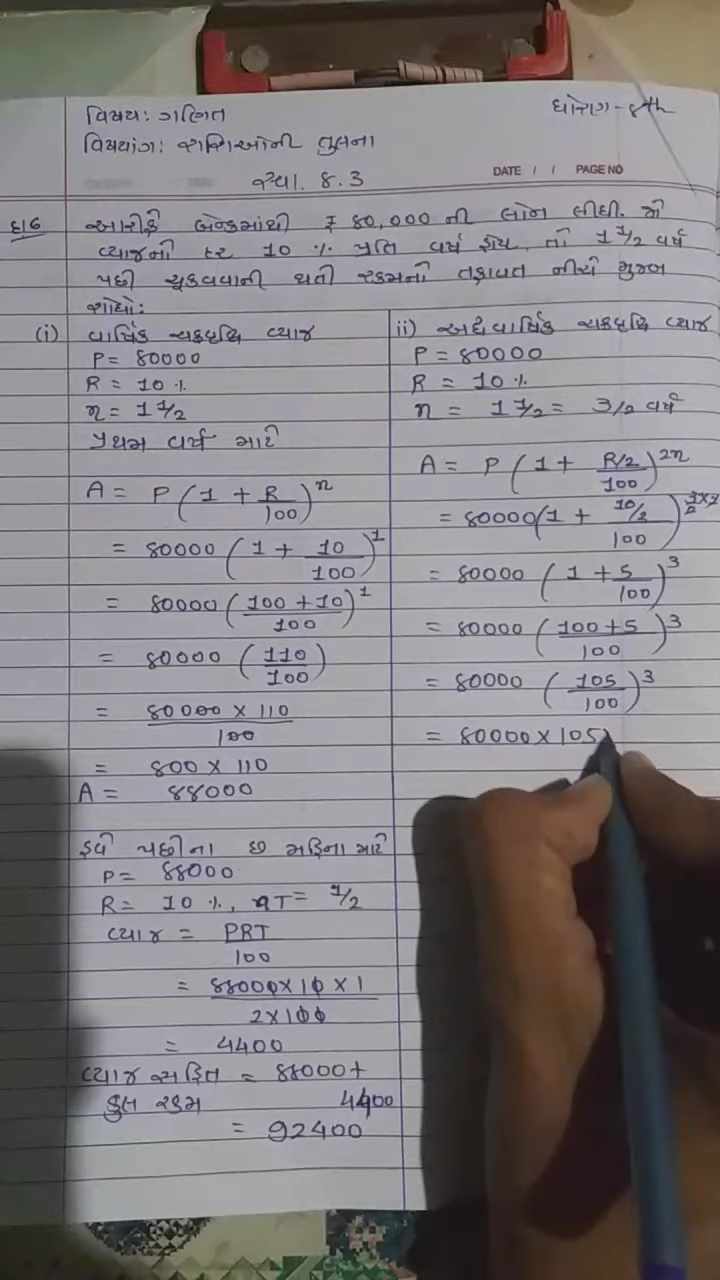 વિષય: ગણિત
ધોરણ - 8th
વિષયાંગ: રાશિઓની તુલના
સ્વા. 8.3
DATE / / PAGE NO
દા6 આરીફે બેન્કમાંથી ₹ 80,000 ની લોન લીધી. જો
વ્યાજનો દર 10 % પ્રતિ વર્ષ હોય, તો 1 1/2 વર્ષ
પછી ચૂકવવાની થતી રકમનો તફાવત નીચે મુજબ
શોધો:
(i) વાર્ષિક ચક્રવૃદ્ધિ વ્યાજ
P = 80000
R = 10 %
n = 1 1/2
પ્રથમ વર્ષ માટે
A = P (1 + R/100)^n
= 80000 (1 + 10/100)^1
= 80000 (100 + 10/100)^1
= 80000 (110/100)
= 80000 × 110/100
= 800 × 110
A = 88000
હવે પછીના છ મહિના માટે
P = 88000
R = 10 %, T = 1/2
વ્યાજ = PRT/100
= 88000 × 10 × 1/2 × 100
= 4400
વ્યાજ સહિત = 88000 +
કુલ રકમ 4400
= 92400
ii) અર્ધવાર્ષિક ચક્રવૃદ્ધિ વ્યાજ
P = 80000
R = 10 %
n = 1 1/2 = 3/2 વર્ષ
A = P (1 + R/2/100)^2n
= 80000 (1 + 10/2/100)^3/2×2
= 80000 (1 + 5/100)^3
= 80000 (100 + 5/100)^3
= 80000 (105/100)^3
= 80000 × 105